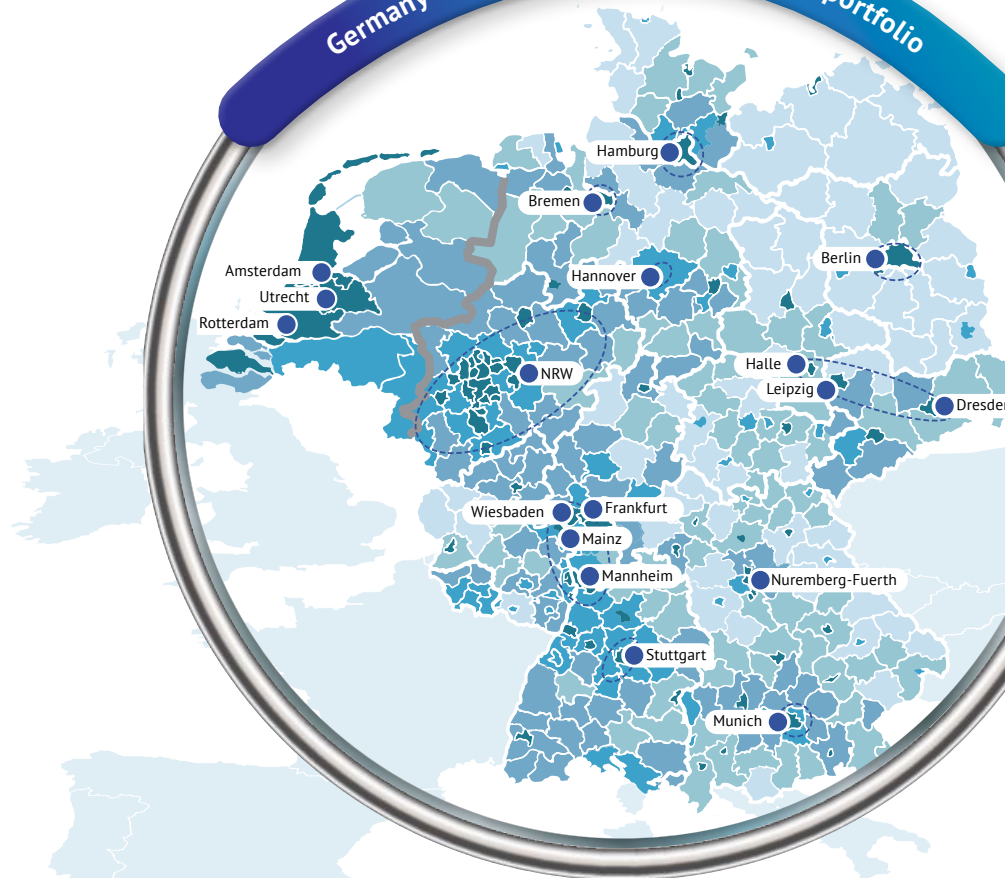 Germany
portfolio
Hamburg
Bremen
Berlin
Amsterdam
Hannover
Utrecht
Rotterdam
Halle
NRW
Leipzig
Dresden
Wiesbaden
Frankfurt
Mainz
Mannheim
Nuremberg-Fuerth
Stuttgart
Munich